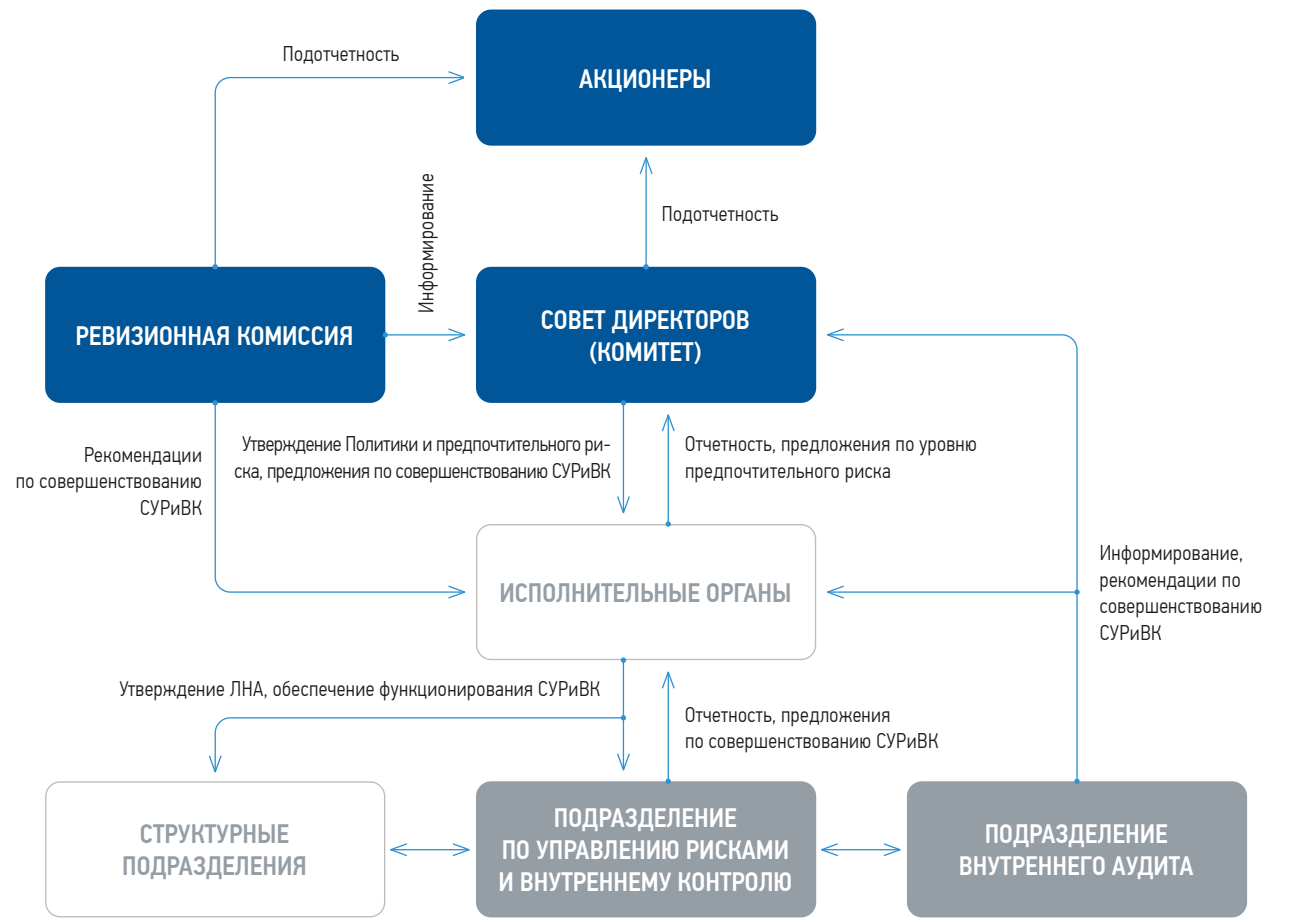 Подотчетность
АКЦИОНЕРЫ
Информирование
Подотчетность
РЕВИЗИОННАЯ КОМИССИЯ
СОВЕТ ДИРЕКТОРОВ
(КОМИТЕТ)
Рекомендации
по совершенствованию
СУРиВК
Утверждение Политики и предпочтительного ри-
ска, предложения по совершенствованию СУРиВК
Отчетность, предложения по уровню
предпочтительного риска
ИСПОЛНИТЕЛЬНЫЕ ОРГАНЫ
Информирование,
рекомендации по
совершенствованию
СУРиВК
Утверждение ЛНА, обеспечение функционирования СУРиВК
Отчетность, предложения
по совершенствованию СУРиВК
СТРУКТУРНЫЕ
ПОДРАЗДЕЛЕНИЯ
ПОДРАЗДЕЛЕНИЕ
ПО УПРАВЛЕНИЮ РИСКАМИ
И ВНУТРЕННЕМУ КОНТРОЛЮ
ПОДРАЗДЕЛЕНИЕ
ВНУТРЕННЕГО АУДИТА